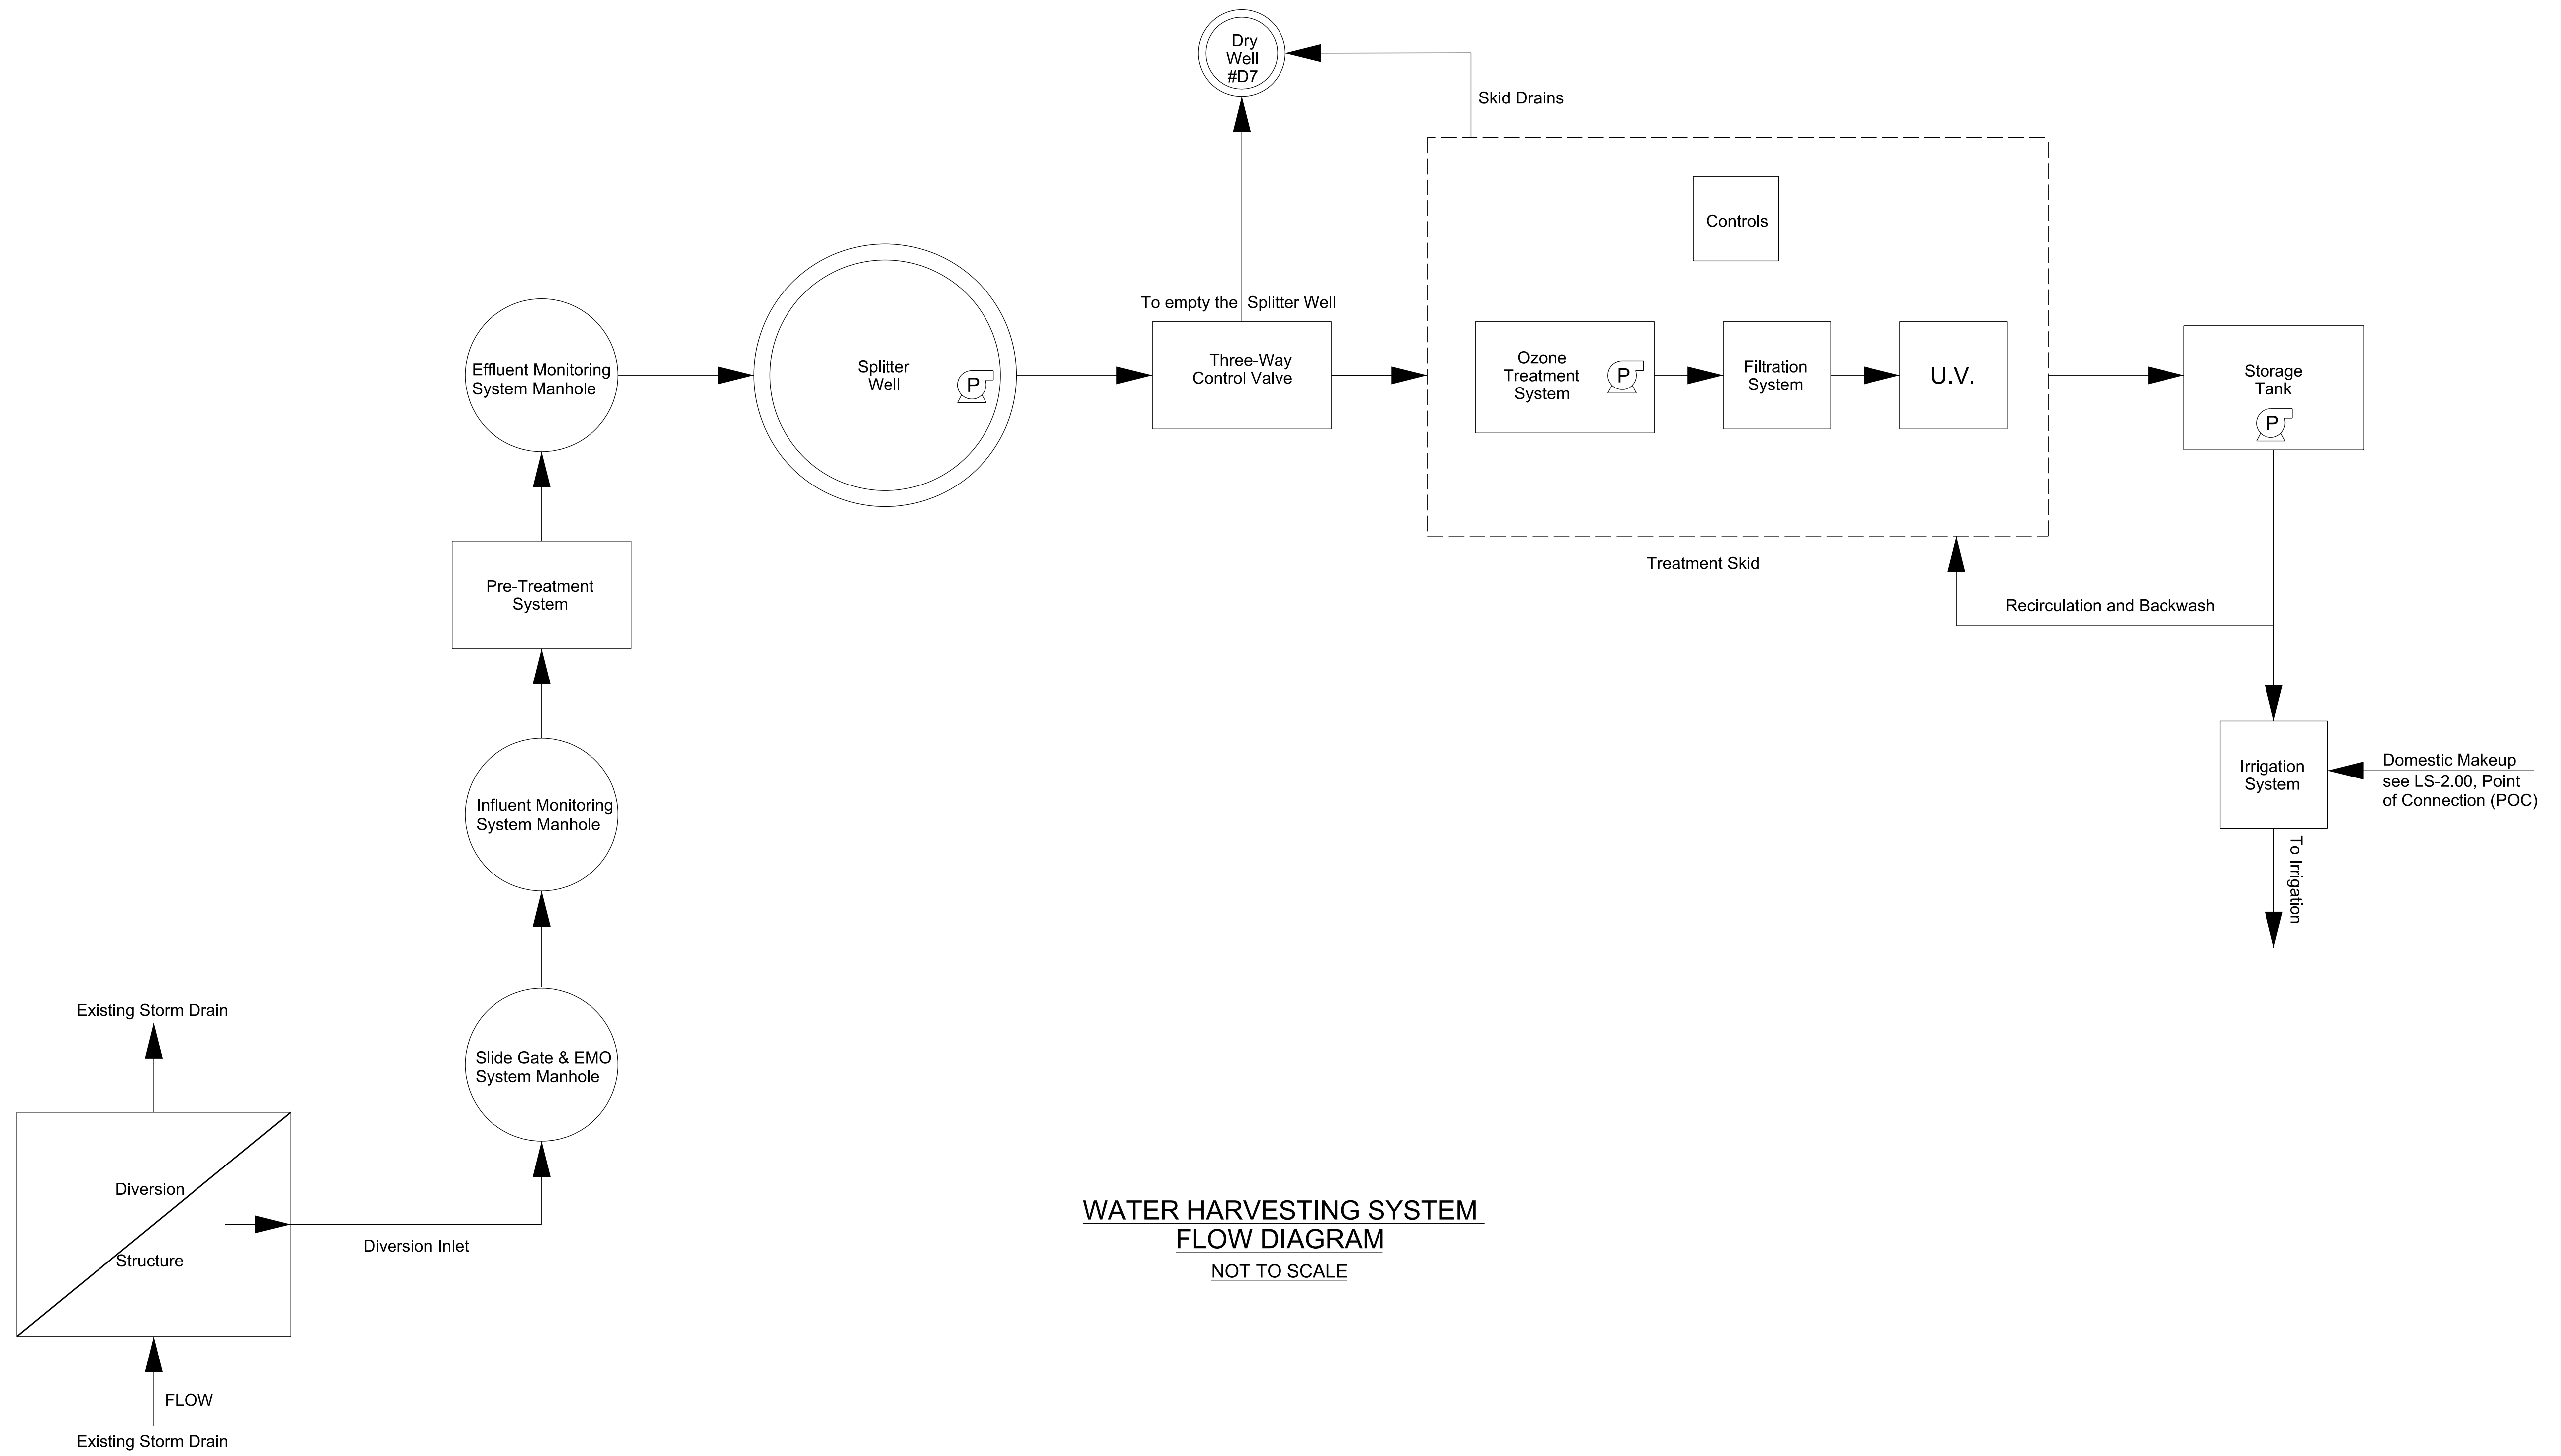 Dry
Well
#D7
Skid Drains
Controls
To empty the Splitter Well
Effluent Monitoring
System Manhole
Splitter
Well
P
Three-Way
Control Valve
Ozone
Treatment
System
P
Filtration
System
U.V.
Storage
Tank
P
Treatment Skid
Pre-Treatment
System
Recirculation and Backwash
Irrigation
System
Domestic Makeup
see LS-2.00, Point
of Connection (POC)
Influent Monitoring
System Manhole
To Irrigation
Existing Storm Drain
Slide Gate & EMO
System Manhole
Diversion
Structure
Diversion Inlet
WATER HARVESTING SYSTEM
FLOW DIAGRAM
NOT TO SCALE
FLOW
Existing Storm Drain